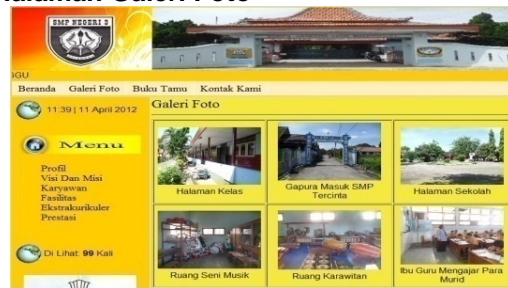 Halaman Galeri Foto
SMP NEGERI 3
GU
Beranda Galeri Foto Buku Tamu Kontak Kami
11:39 | 11 April 2012
Galeri Foto
Menu
Profil
Visi Dan Misi
Karyawan
Fasilitas
Ekstrakurikuler
Prestasi
Di Lihat 99 Kali
Halaman Kelas
Gapura Masuk SMP
Tercinta
Halaman Sekolah
Ruang Seni Musik
Ruang Karawitan
Ibu Guru Mengajar Para
Murid